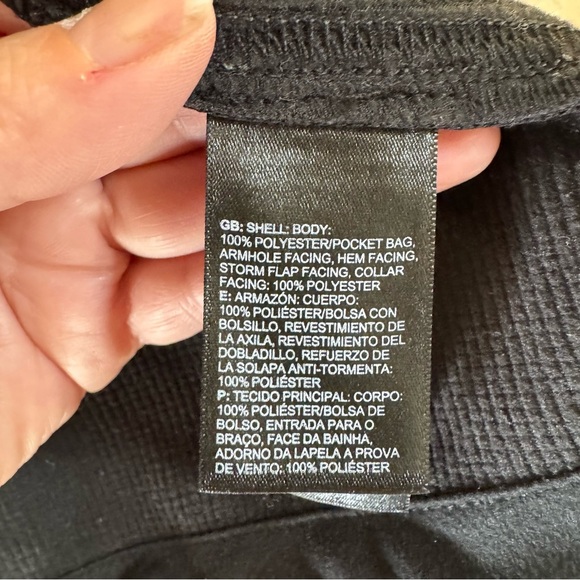 GB: SHELL: BODY:
100% POLYESTER/POCKET BAG,
ARMHOLE FACING, HEM FACING,
STORM FLAP FACING, COLLAR
FACING: 100% POLYESTER
E: ARMAZÓN: CUERPO:
100% POLIÉSTER/BOLSA CON
BOLSILLO, REVESTIMIENTO DE
LA AXILA, REVESTIMIENTO DEL
DOBLADILLO, REFUERZO DE
LA SOLAPA ANTI-TORMENTA:
100% POLIÉSTER
P: TECIDO PRINCIPAL: CORPO:
100% POLIÉSTER/BOLSA DE
BOLSO, ENTRADA PARA O
BRAÇO, FACE DA BAINHA,
ADORNO DA LAPELA A PROVA
DE VENTO: 100% POLIÉSTER